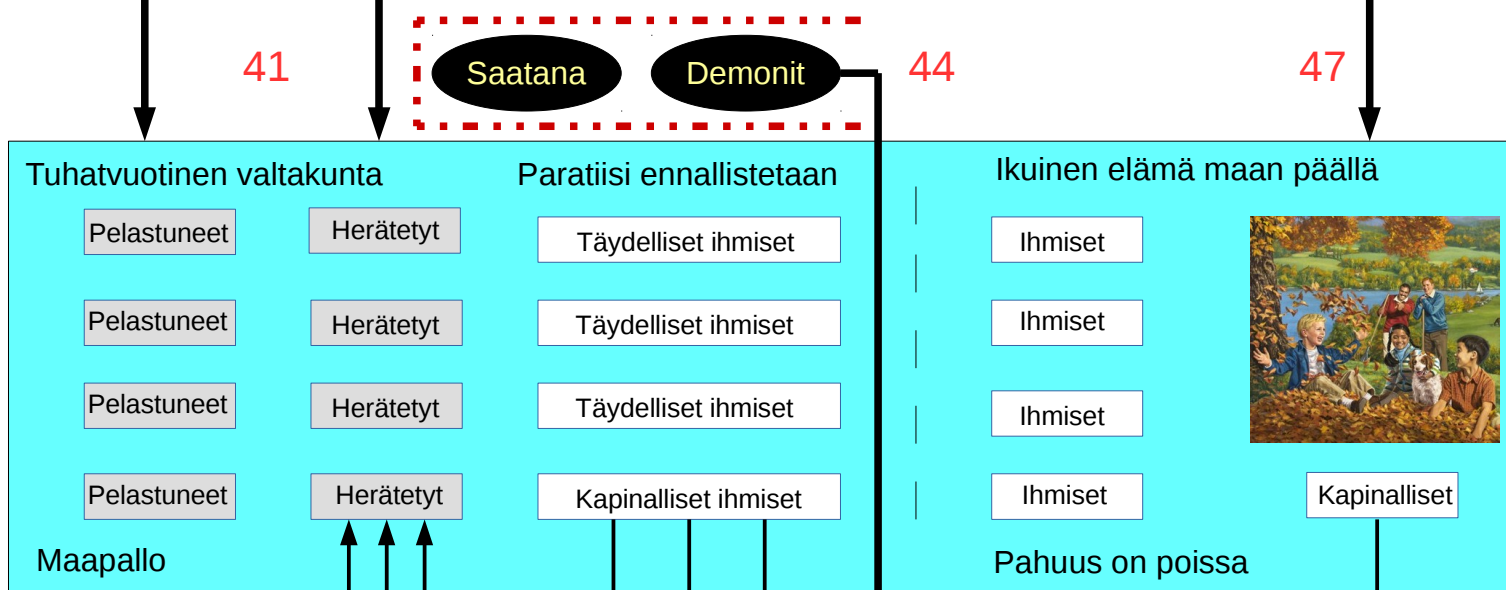 41
Saatana
Demonit
44
47
Tuhatvuotinen valtakunta
Paratiisi ennallistetaan
Ikuinen elämä maan päällä
Pelastuneet
Herätetyt
Täydelliset ihmiset
Ihmiset
Pelastuneet
Herätetyt
Täydelliset ihmiset
Ihmiset
Pelastuneet
Herätetyt
Täydelliset ihmiset
Ihmiset
Pelastuneet
Herätetyt
Kapinalliset ihmiset
Ihmiset
Kapinalliset
Maapallo
Pahuus on poissa